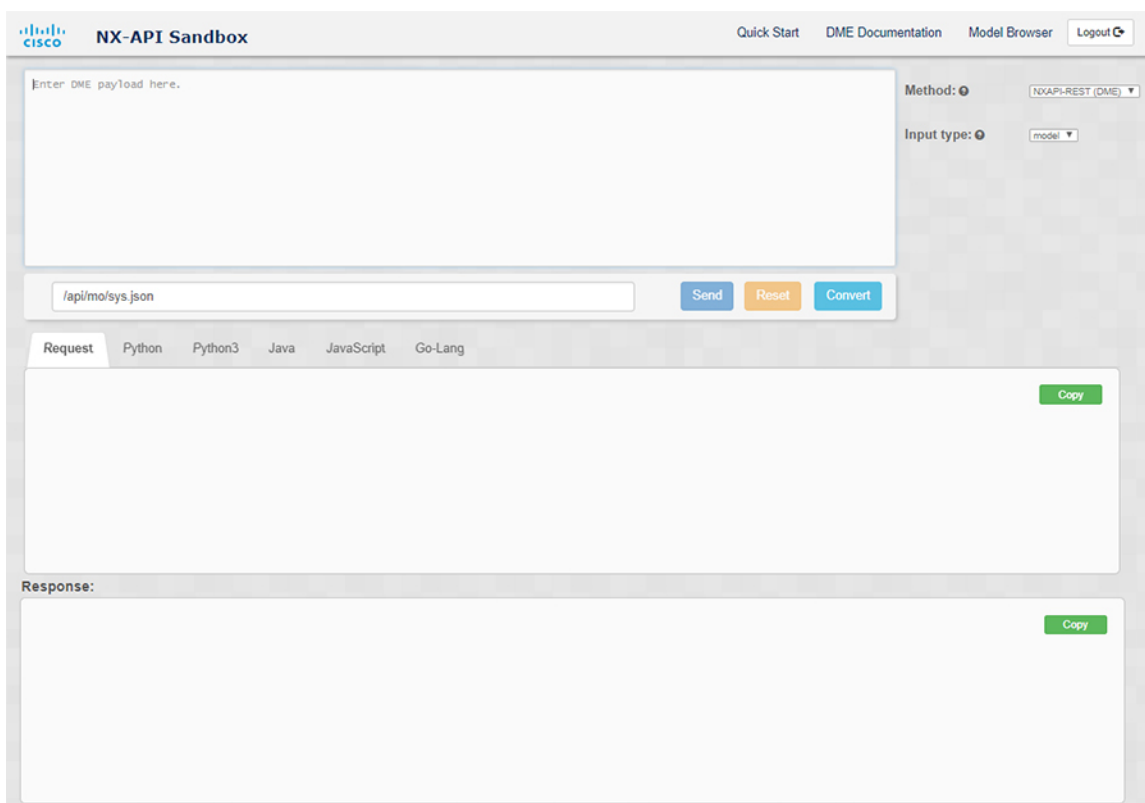 CISCO NX-API Sandbox Quick Start DME Documentation Model Browser Logout
Enter DME payload here.
Method: NXAPI-REST (DME)
Input type: model
/api/mo/sys.json Send Reset Convert
Request Python Python3 Java JavaScript Go-Lang
Copy
Response:
Copy